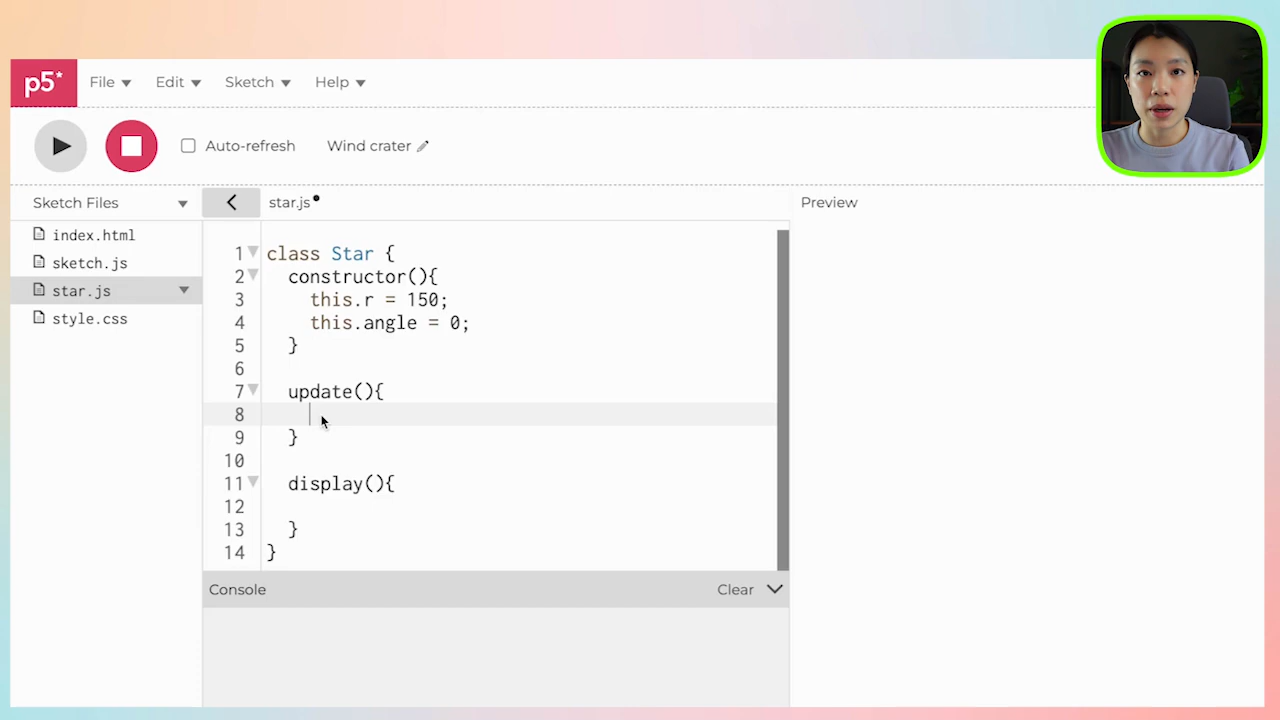 p5* File Edit Sketch Help
Auto-refresh Wind crater
Sketch Files
index.html
sketch.js
star.js
style.css
star.js
Preview
1 class Star {
2 constructor(){
3 this.r = 150;
4 this.angle = 0;
5 }
6
7 update(){
8
9 }
10
11 display(){
12
13 }
14 }
Console Clear